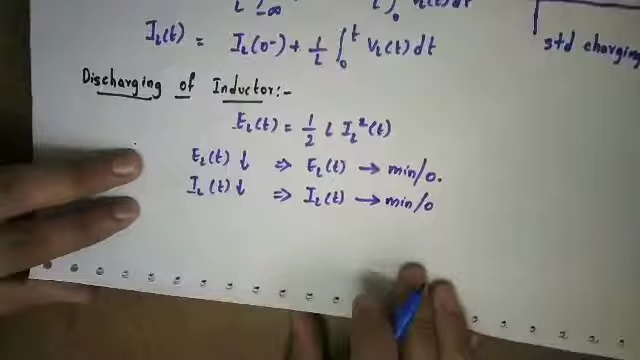 I_L(t) = I_L(0-) + 1/L ∫_0^t V_L(t) dt
std charging
Discharging of Inductor:-
E_L(t) = 1/2 L I_L²(t)
E_L(t) ↓ ⇒ E_L(t) → min/0.
I_L(t) ↓ ⇒ I_L(t) → min/0